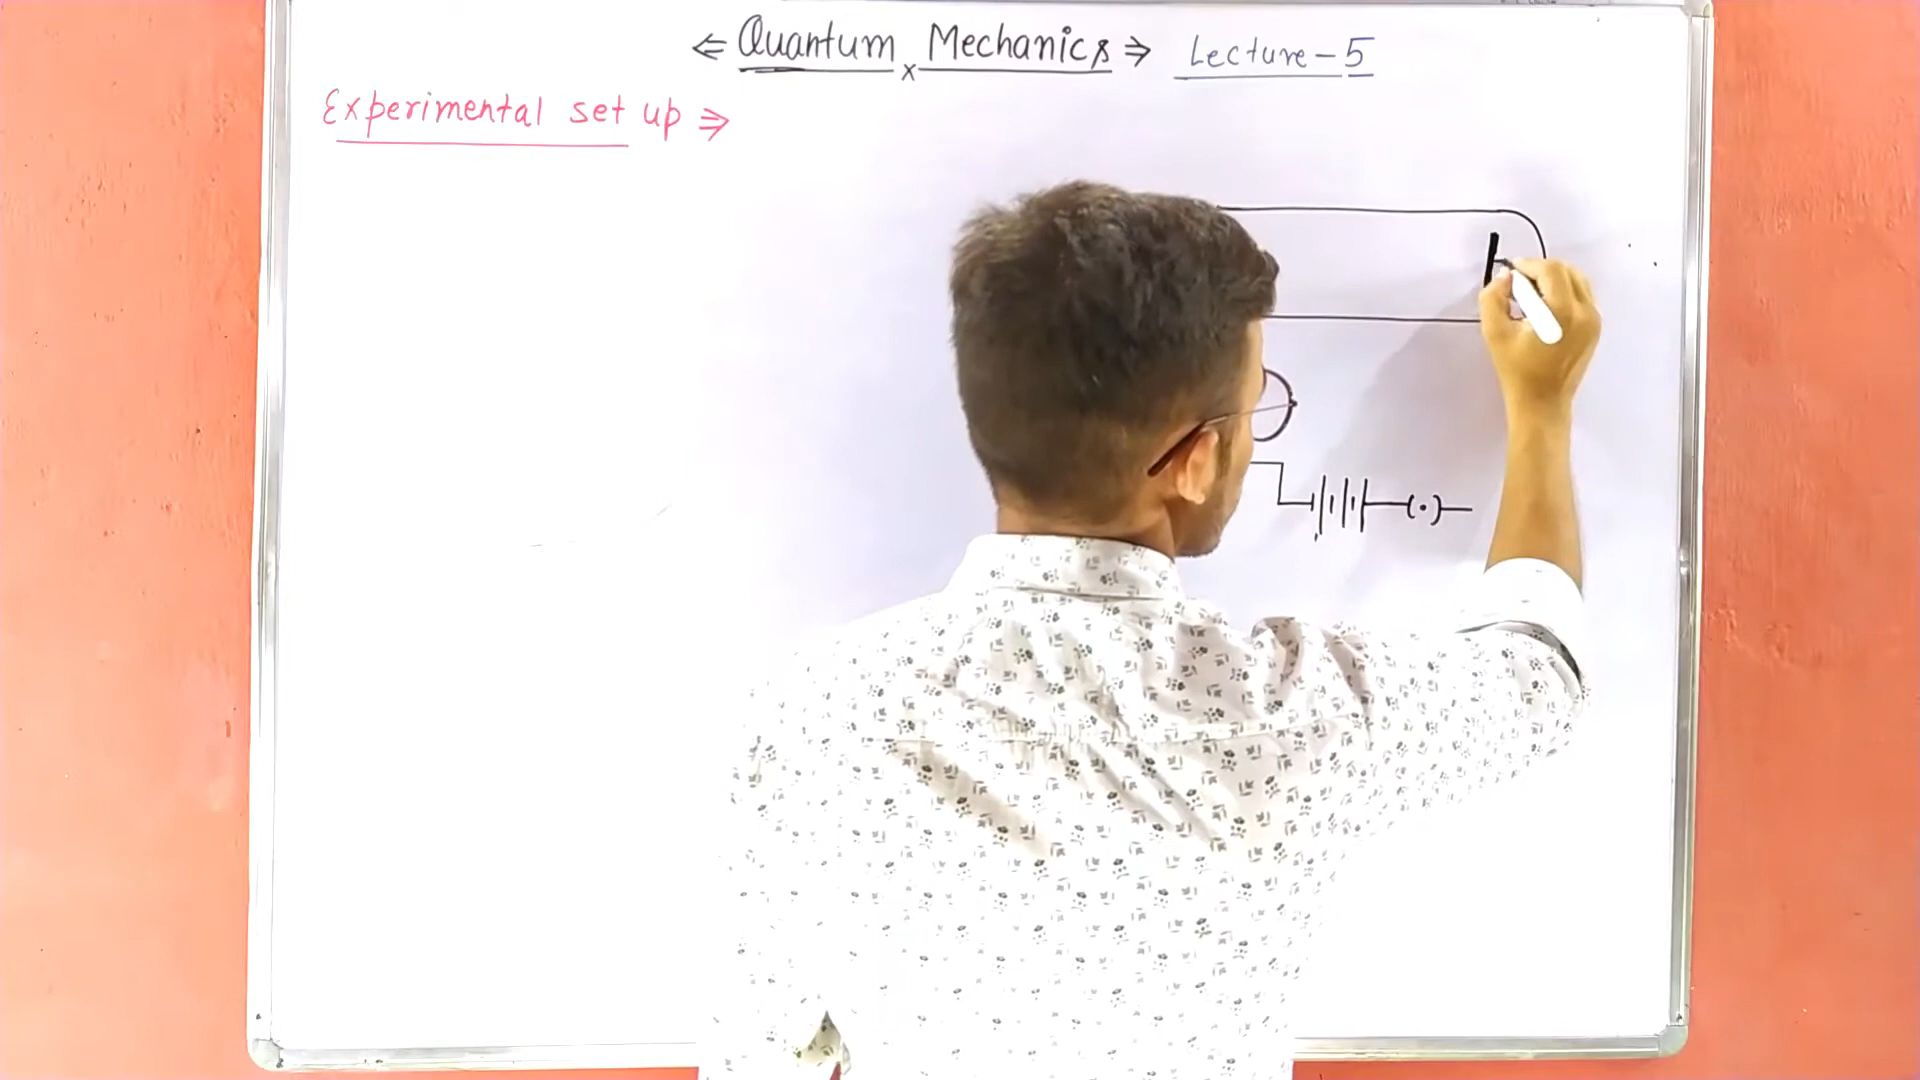 ⇐ Quantum x Mechanics ⇒ Lecture-5
Experimental set up ⇒